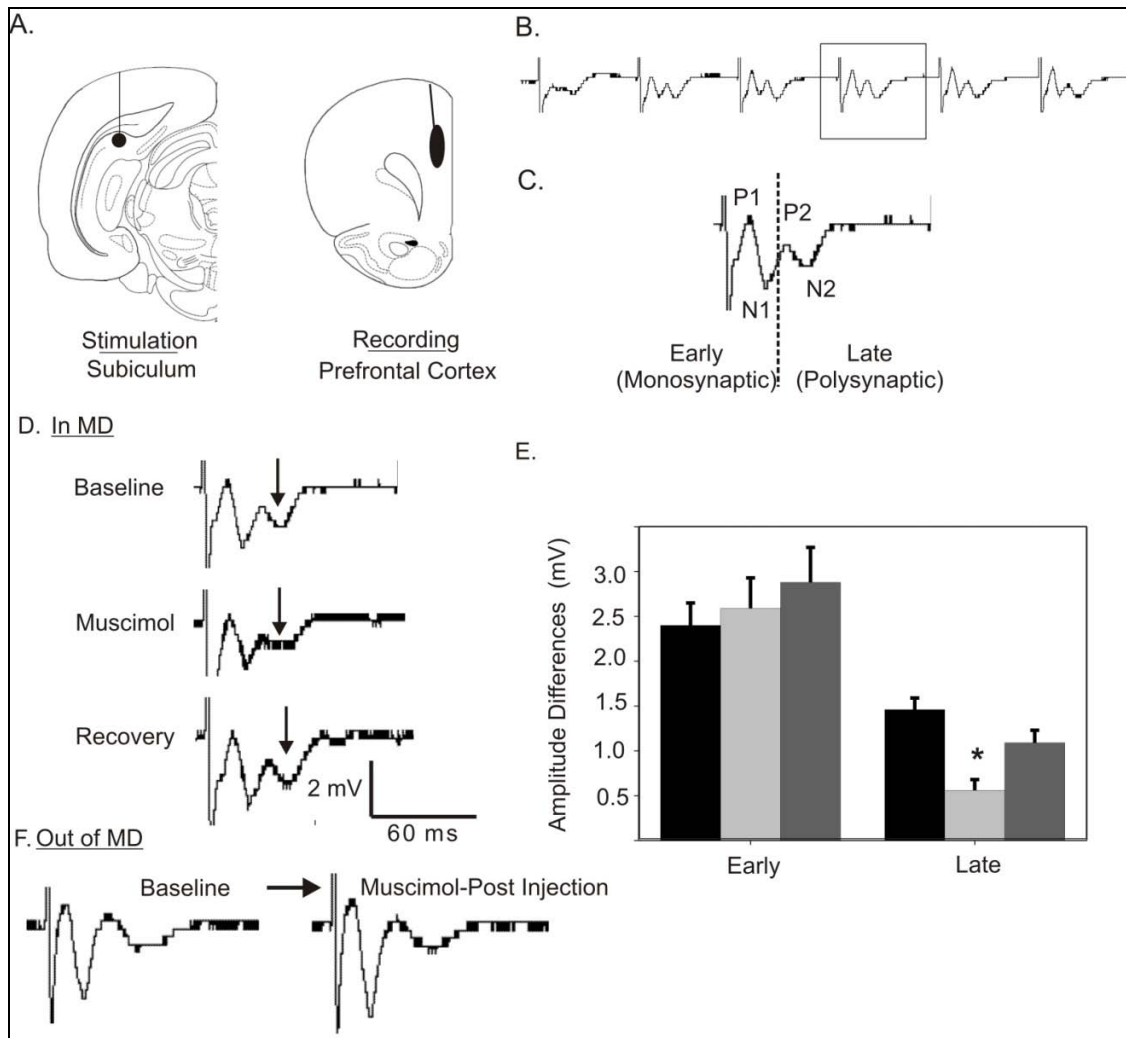 A.
Stimulation
Subiculum
Recording
Prefrontal Cortex
B.
C.
P1
P2
N1
N2
Early
(Monosynaptic)
Late
(Polysynaptic)
D. In MD
Baseline
Muscimol
Recovery
2 mV
60 ms
E.
Amplitude Differences (mV)
3.0
2.5
2.0
1.5
1.0
0.5
*
Early
Late
F. Out of MD
Baseline
Muscimol-Post Injection